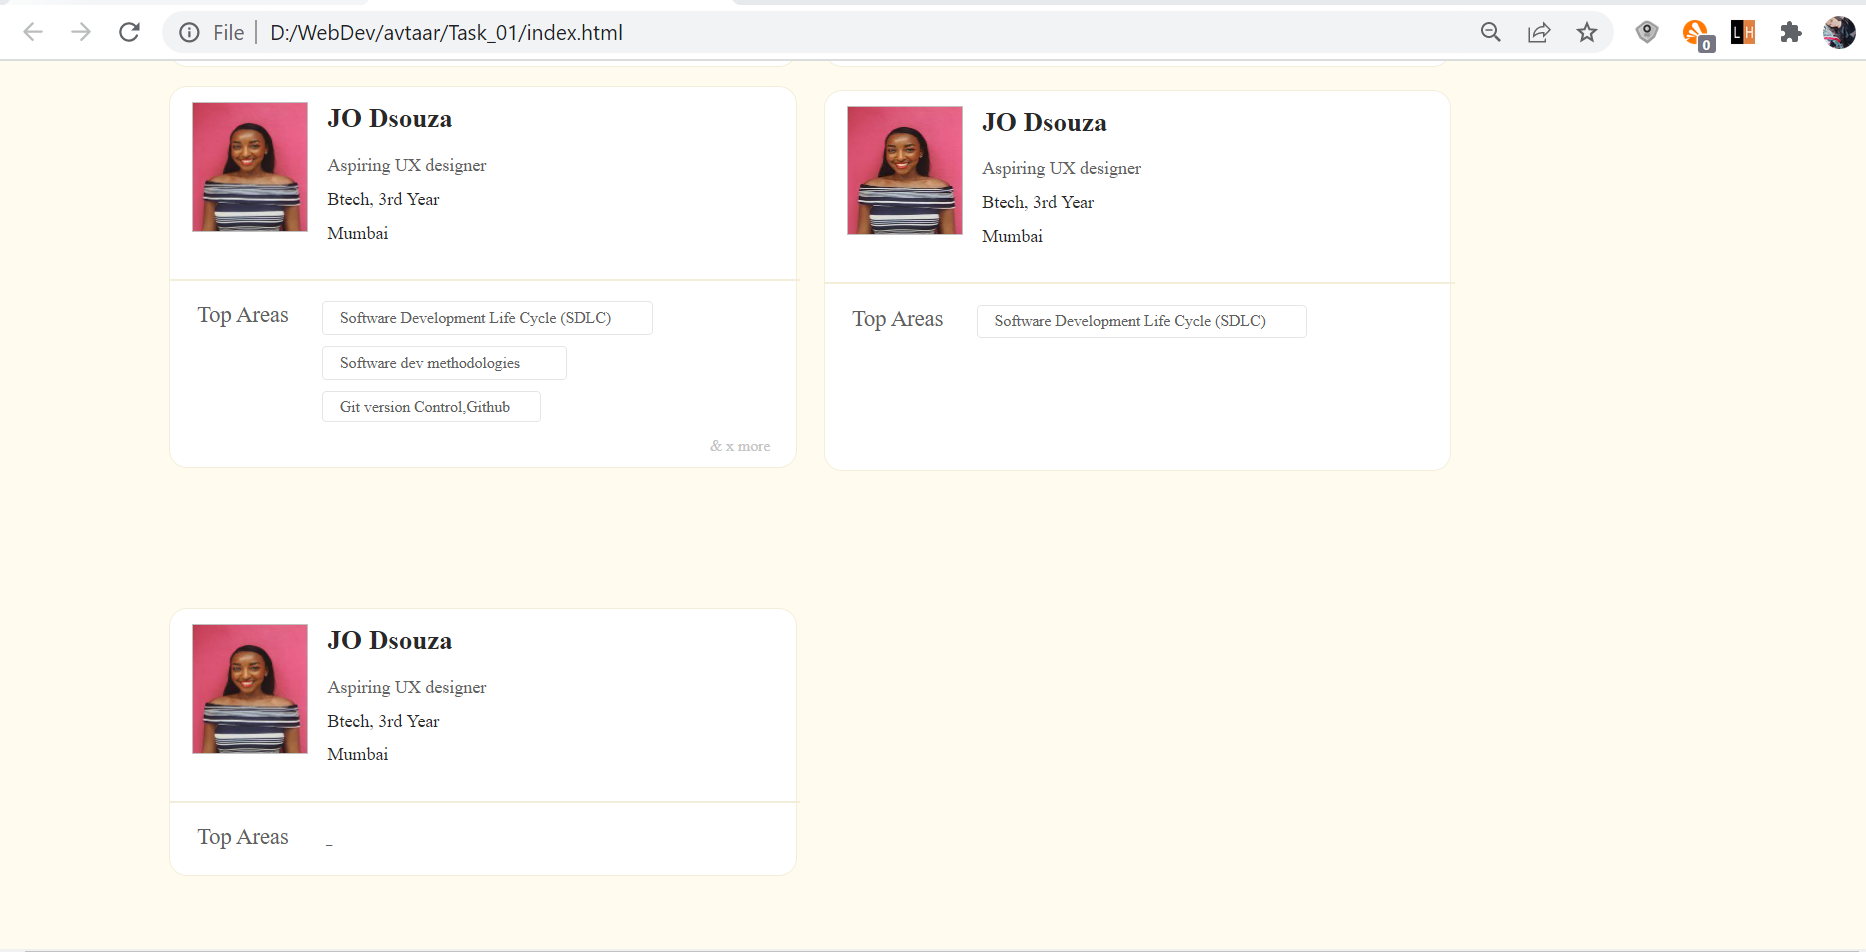 File D:/WebDev/avtaar/Task_01/index.html
0
L H
JO Dsouza
Aspiring UX designer
Btech, 3rd Year
Mumbai
Top Areas
Software Development Life Cycle (SDLC)
Software dev methodologies
Git version Control,Github
& x more
JO Dsouza
Aspiring UX designer
Btech, 3rd Year
Mumbai
Top Areas
Software Development Life Cycle (SDLC)
JO Dsouza
Aspiring UX designer
Btech, 3rd Year
Mumbai
Top Areas _